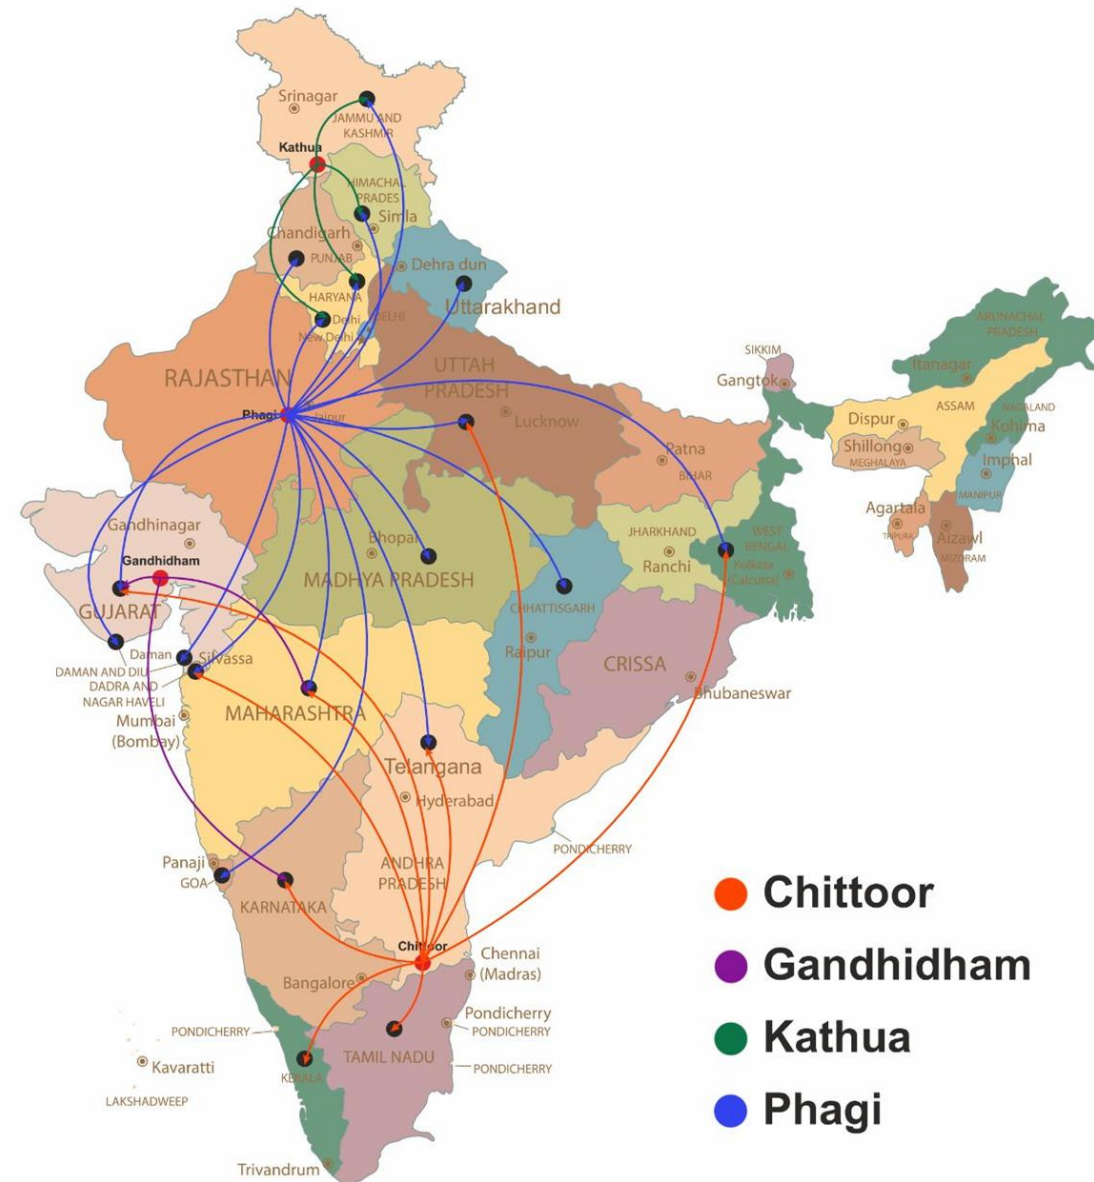 Srinagar
JAMMU AND
KASHMIR
Kathua
HIMACHAL
PRADES
Simla
Chandigarh
PUNJAB
Dehra dun
HARYANA
Uttarakhand
Delhi
DELHI
New Delhi
ARUNACHAL
PRADESH
SIKKIM
Itanagar
Gangtok
RAJASTHAN
UTTAH
PRADESH
ASSAM
NAGALAND
Phagi
Jaipur
Lucknow
Dispur
Kohima
Shillong
MEGHALAYA
Imphal
Patna
BIHAR
MANIPUR
Agartala
TRIPURA
Aizawl
MIZORAM
Gandhinagar
Bhopal
JHARKHAND
Ranchi
WEST
BENGAL
Kolkata
(Calcutta)
Gandhidham
MADHYA PRADESH
GUJARAT
CHHATTISGARH
Raipur
CRISSA
Daman
Silvassa
DAMAN AND DIU
DADRA AND
NAGAR HAVELI
Bhubaneswar
MAHARASHTRA
Mumbai
(Bombay)
Telangana
Hyderabad
PONDICHERRY
Panaji
GOA
ANDHRA
PRADESH
KARNATAKA
Chittoor
Chittoor
Chennai
(Madras)
Gandhidham
Bangalore
Pondicherry
PONDICHERRY
PONDICHERRY
Kathua
TAMIL NADU
PONDICHERRY
Kavaratti
KERALA
LAKSHADWEEP
Phagi
Trivandrum